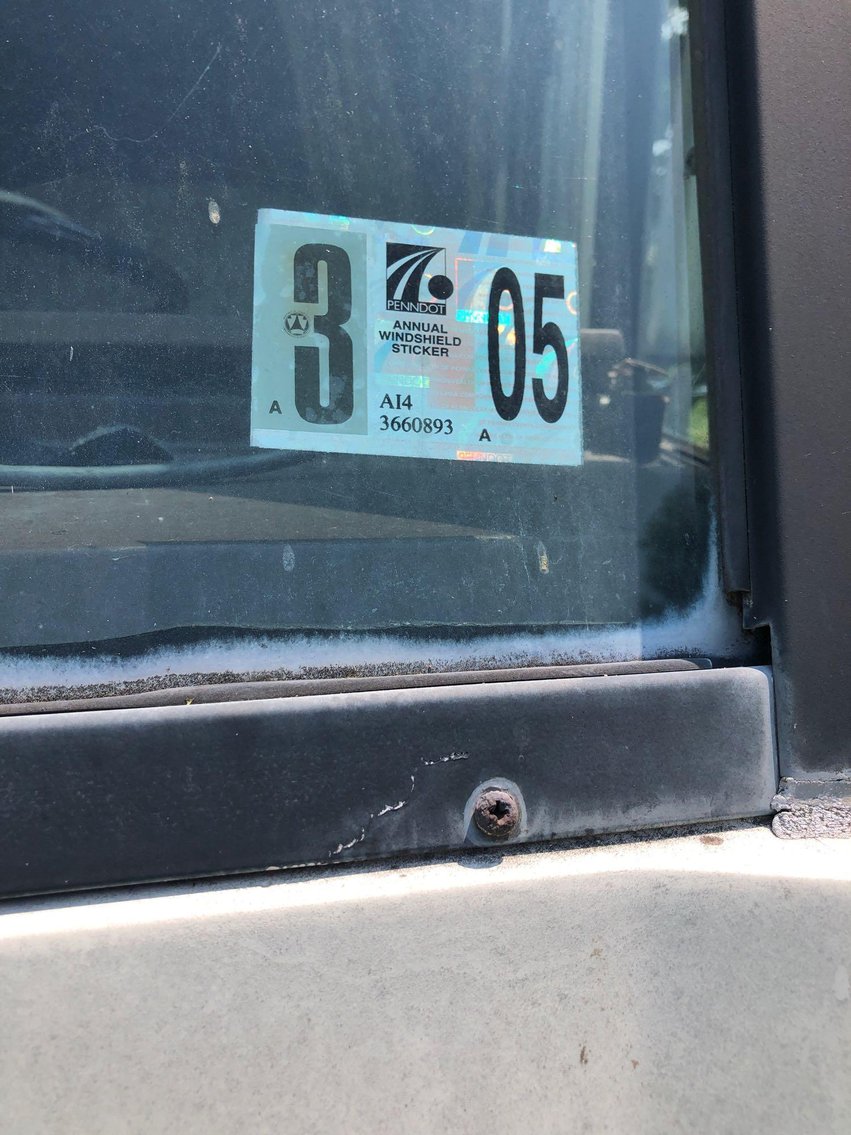 3
PENNDOT
ANNUAL
WINDSHIELD
STICKER
05
A
AI4
3660893
A